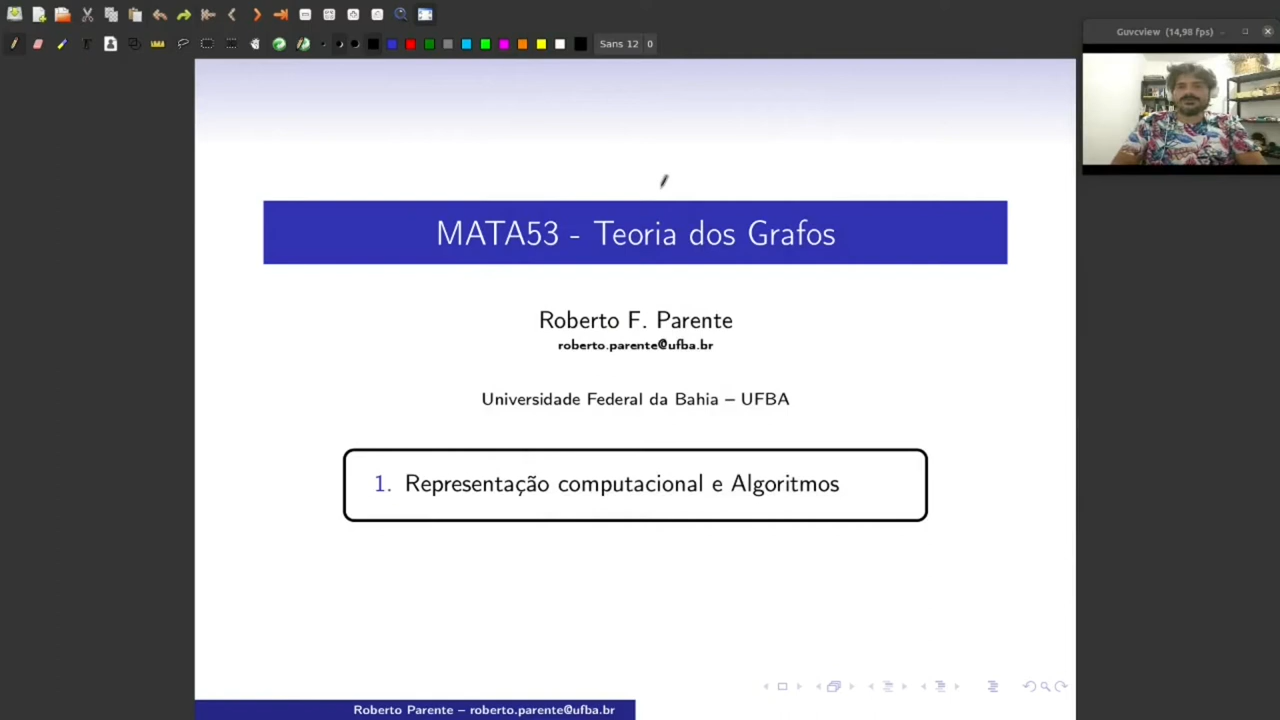 Sans 12 0
Guvcview (14,98 fps)
MATA53 - Teoria dos Grafos
Roberto F. Parente
roberto.parente@ufba.br
Universidade Federal da Bahia – UFBA
1. Representação computacional e Algoritmos
Roberto Parente – roberto.parente@ufba.br